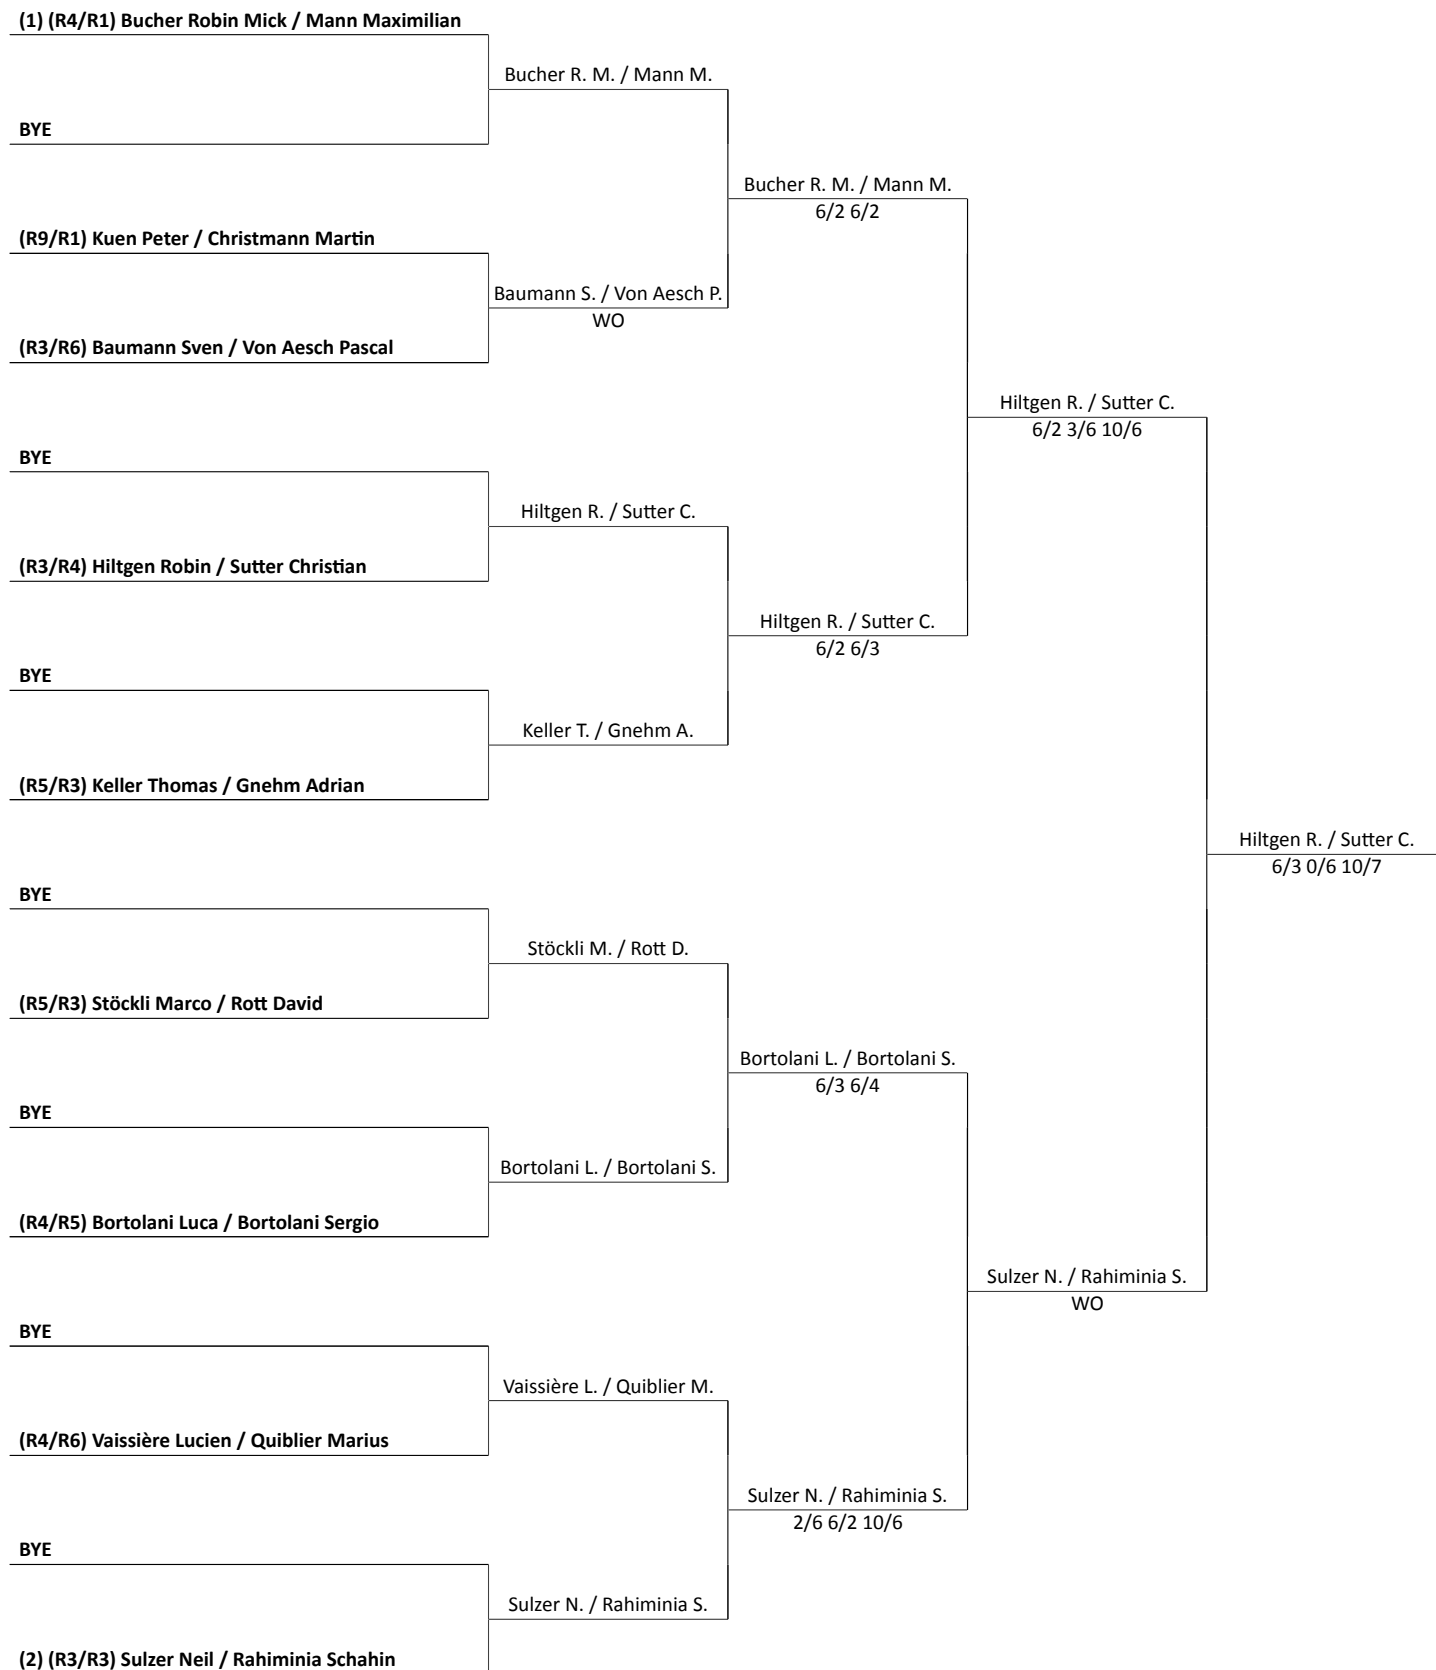 (1) (R4/R1) Bucher Robin Mick / Mann Maximilian
Bucher R. M. / Mann M.
BYE
Bucher R. M. / Mann M.
6/2 6/2
(R9/R1) Kuen Peter / Christmann Martin
Baumann S. / Von Aesch P.
WO
(R3/R6) Baumann Sven / Von Aesch Pascal
Hiltgen R. / Sutter C.
6/2 3/6 10/6
BYE
Hiltgen R. / Sutter C.
(R3/R4) Hiltgen Robin / Sutter Christian
Hiltgen R. / Sutter C.
6/2 6/3
BYE
Keller T. / Gnehm A.
(R5/R3) Keller Thomas / Gnehm Adrian
Hiltgen R. / Sutter C.
6/3 0/6 10/7
BYE
Stöckli M. / Rott D.
(R5/R3) Stöckli Marco / Rott David
Bortolani L. / Bortolani S.
6/3 6/4
BYE
Bortolani L. / Bortolani S.
(R4/R5) Bortolani Luca / Bortolani Sergio
Sulzer N. / Rahiminia S.
WO
BYE
Vaissière L. / Quiblier M.
(R4/R6) Vaissière Lucien / Quiblier Marius
Sulzer N. / Rahiminia S.
2/6 6/2 10/6
BYE
Sulzer N. / Rahiminia S.
(2) (R3/R3) Sulzer Neil / Rahiminia Schahin